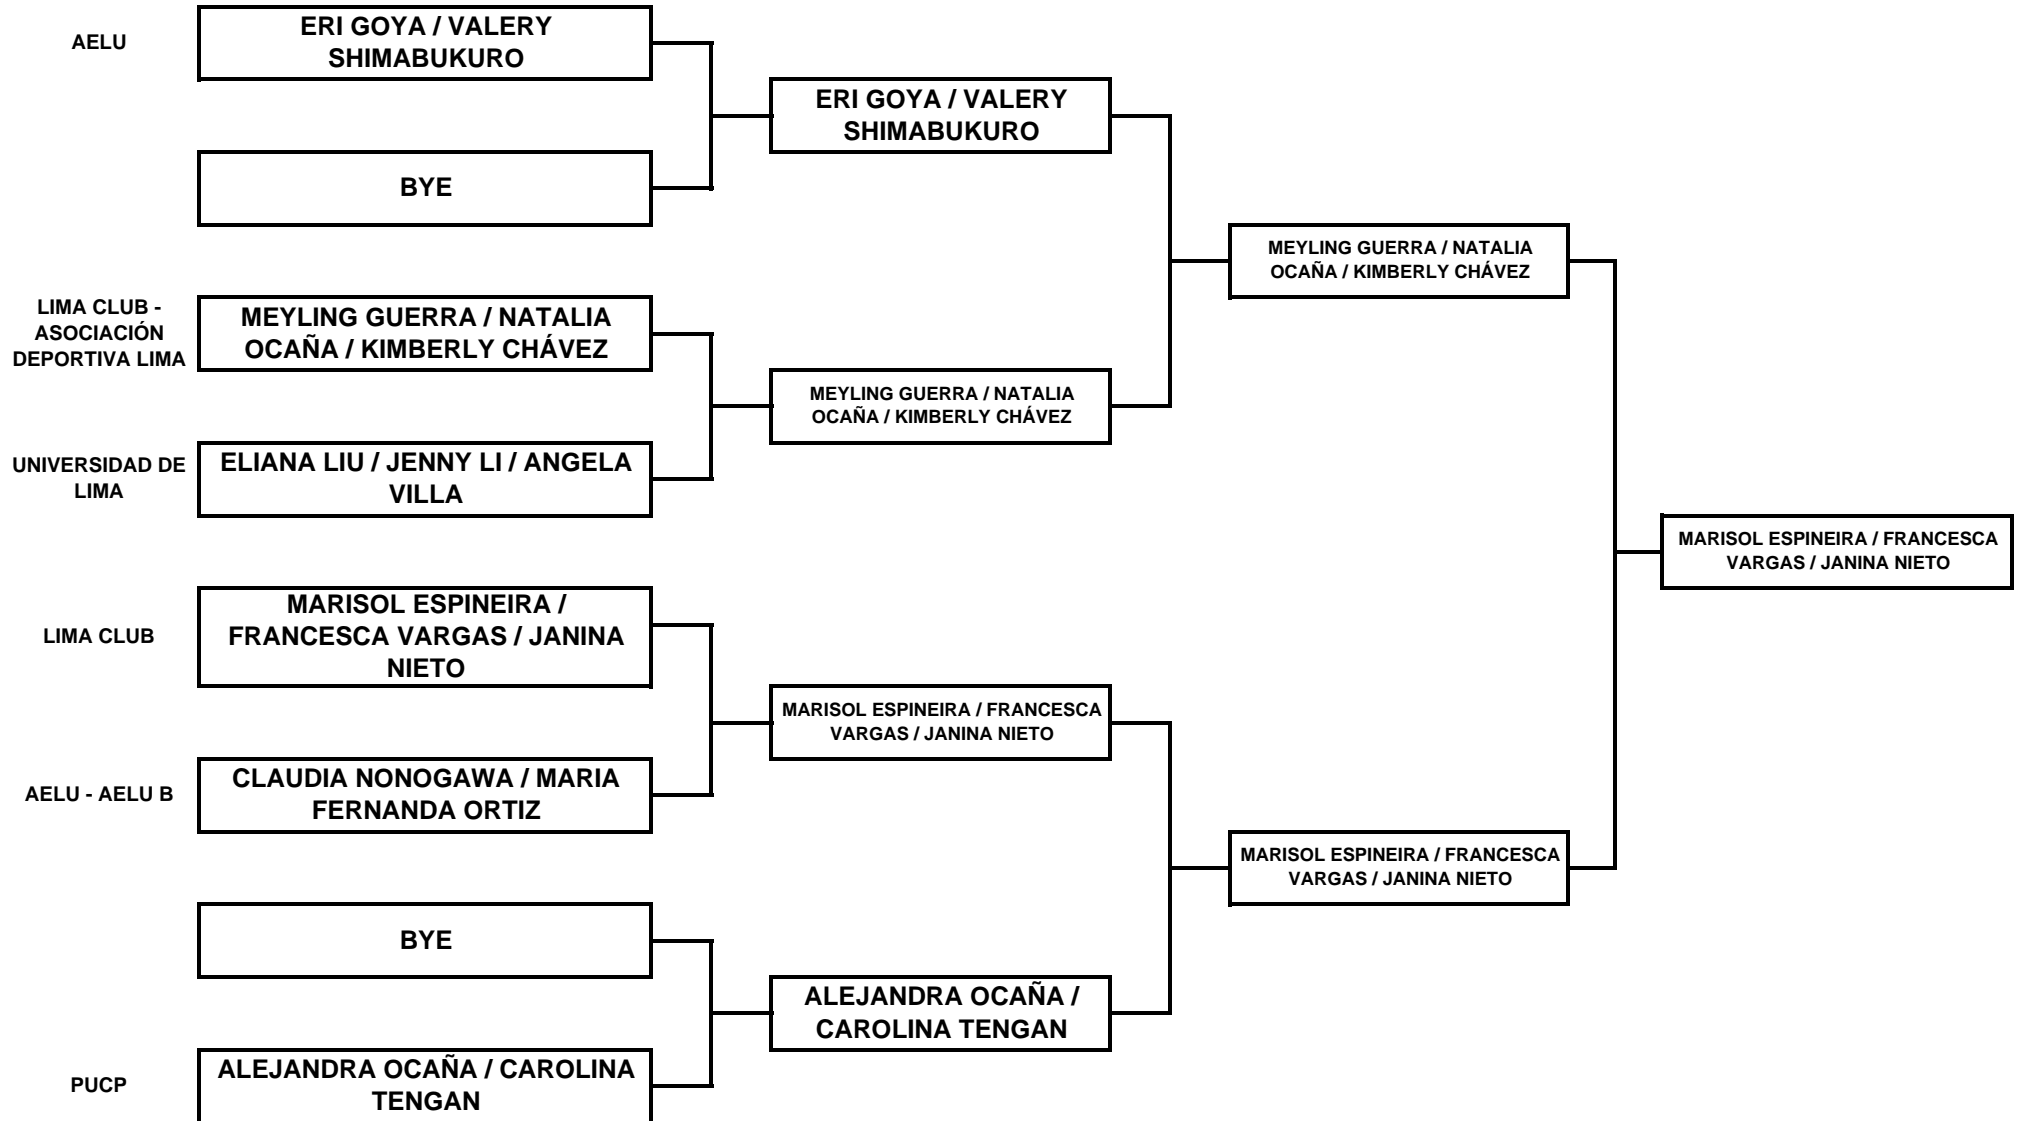 AELU
ERI GOYA / VALERY
SHIMABUKURO
BYE
LIMA CLUB -
ASOCIACIÓN
DEPORTIVA LIMA
MEYLING GUERRA / NATALIA
OCAÑA / KIMBERLY CHÁVEZ
UNIVERSIDAD DE
LIMA
ELIANA LIU / JENNY LI / ANGELA
VILLA
LIMA CLUB
MARISOL ESPINEIRA /
FRANCESCA VARGAS / JANINA
NIETO
AELU - AELU B
CLAUDIA NONOGAWA / MARIA
FERNANDA ORTIZ
BYE
PUCP
ALEJANDRA OCAÑA / CAROLINA
TENGAN
ERI GOYA / VALERY
SHIMABUKURO
MEYLING GUERRA / NATALIA
OCAÑA / KIMBERLY CHÁVEZ
MARISOL ESPINEIRA / FRANCESCA
VARGAS / JANINA NIETO
ALEJANDRA OCAÑA /
CAROLINA TENGAN
MEYLING GUERRA / NATALIA
OCAÑA / KIMBERLY CHÁVEZ
MARISOL ESPINEIRA / FRANCESCA
VARGAS / JANINA NIETO
MARISOL ESPINEIRA / FRANCESCA
VARGAS / JANINA NIETO